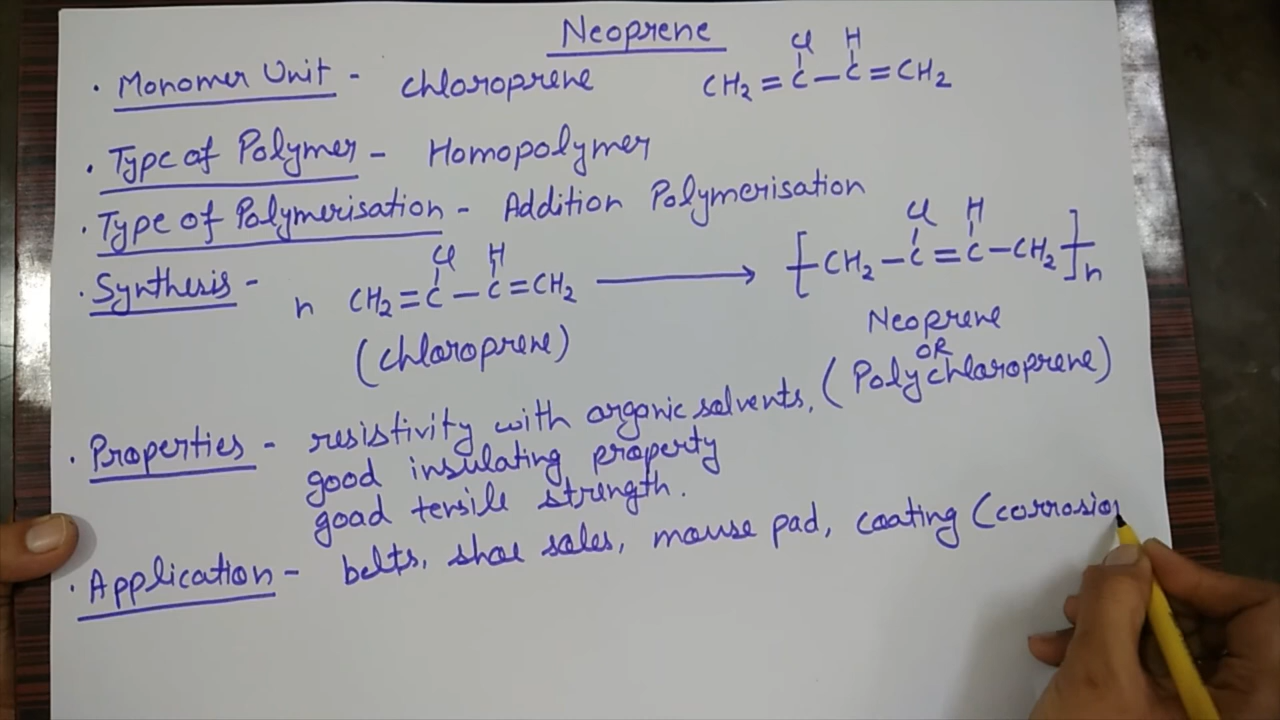 Neoprene
· Monomer Unit - Chloroprene CH2 = C - C = CH2
Cl H
· Type of Polymer - Homopolymer
· Type of Polymerisation - Addition Polymerisation
Cl H Cl H
· Synthesis - n CH2 = C - C = CH2 ⟶ [-CH2 - C = C - CH2-]n
(Chloroprene) Neoprene
OR
(Polychloroprene)
· Properties - resistivity with organic solvents,
good insulating property
good tensile strength.
· Application - belts, shoe soles, mouse pad, coating (corrosion